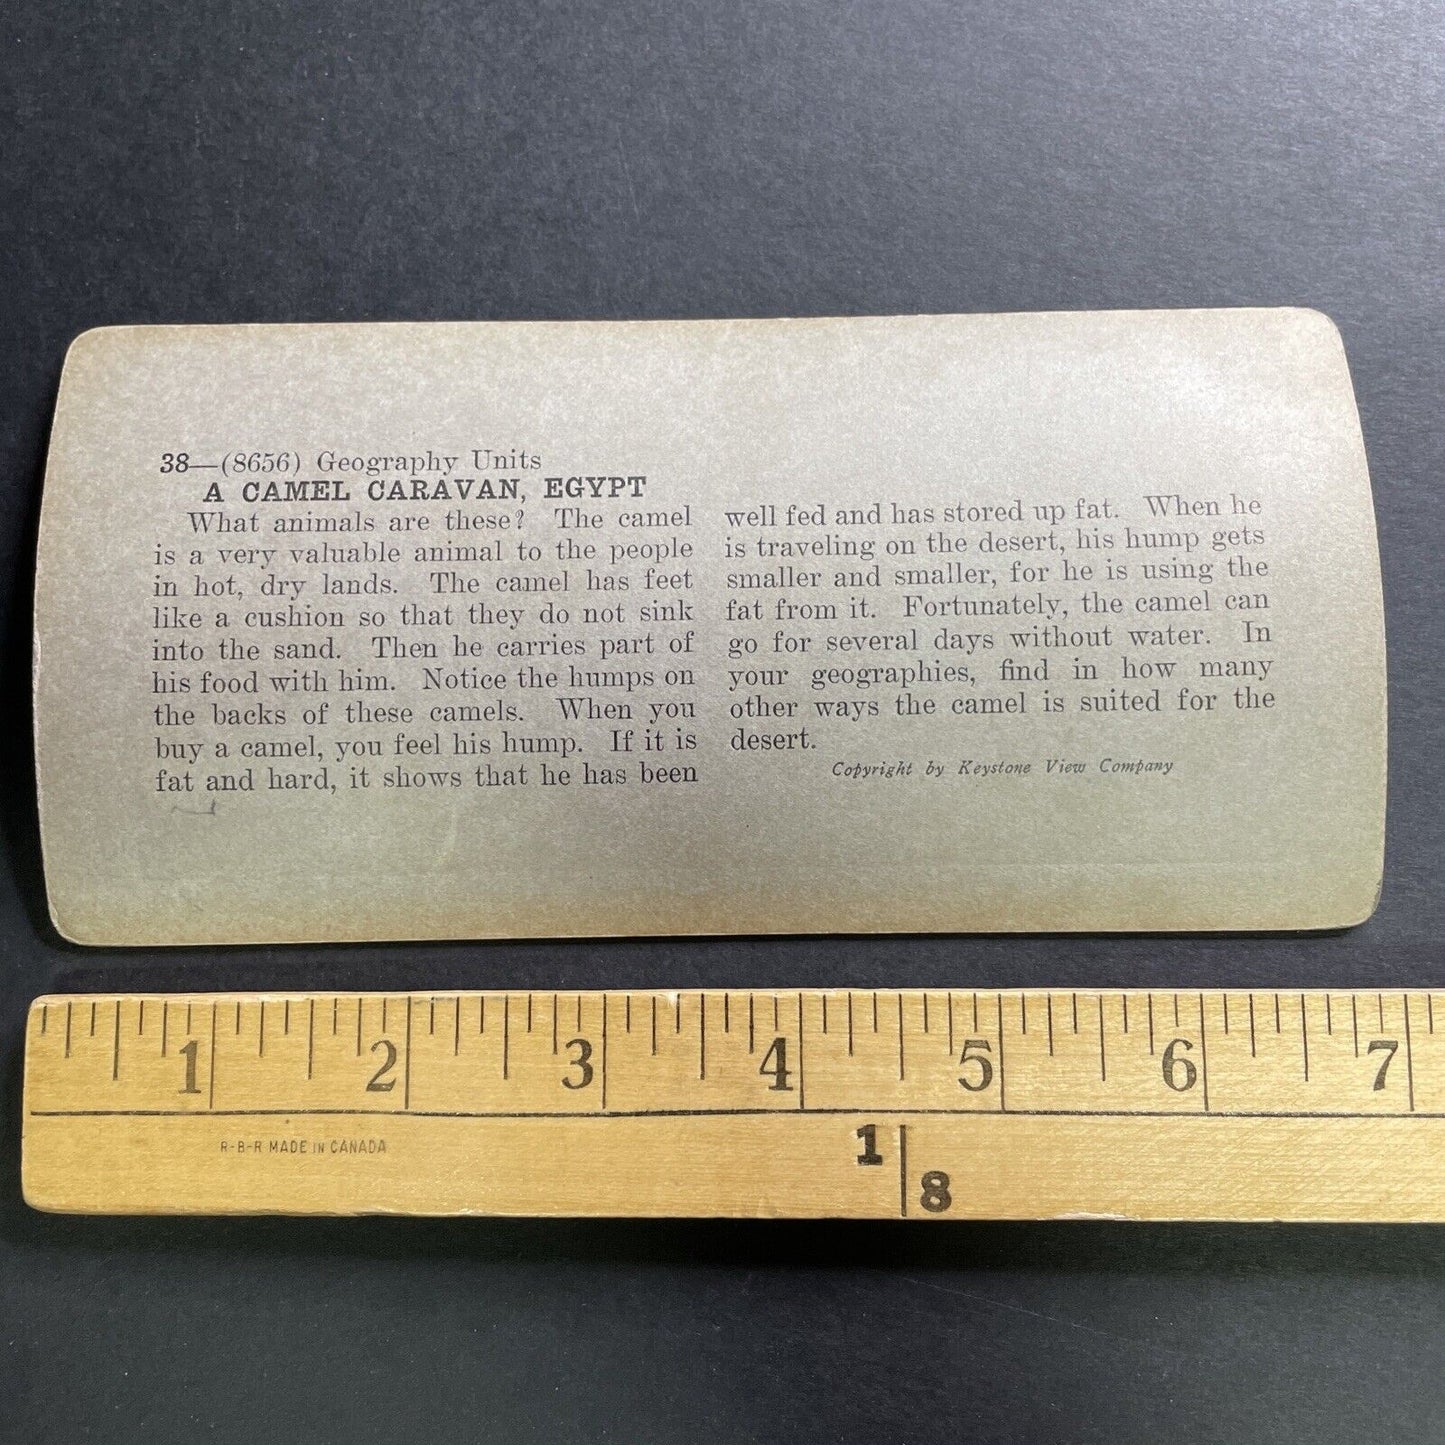 38—(8656) Geography Units
A CAMEL CARAVAN, EGYPT
What animals are these? The camel
is a very valuable animal to the people
in hot, dry lands. The camel has feet
like a cushion so that they do not sink
into the sand. Then he carries part of
his food with him. Notice the humps on
the backs of these camels. When you
buy a camel, you feel his hump. If it is
fat and hard, it shows that he has been
well fed and has stored up fat. When he
is traveling on the desert, his hump gets
smaller and smaller, for he is using the
fat from it. Fortunately, the camel can
go for several days without water. In
your geographies, find in how many
other ways the camel is suited for the
desert.
Copyright by Keystone View Company
1 2 3 4 5 6 7
R-B-R MADE IN CANADA
1 8